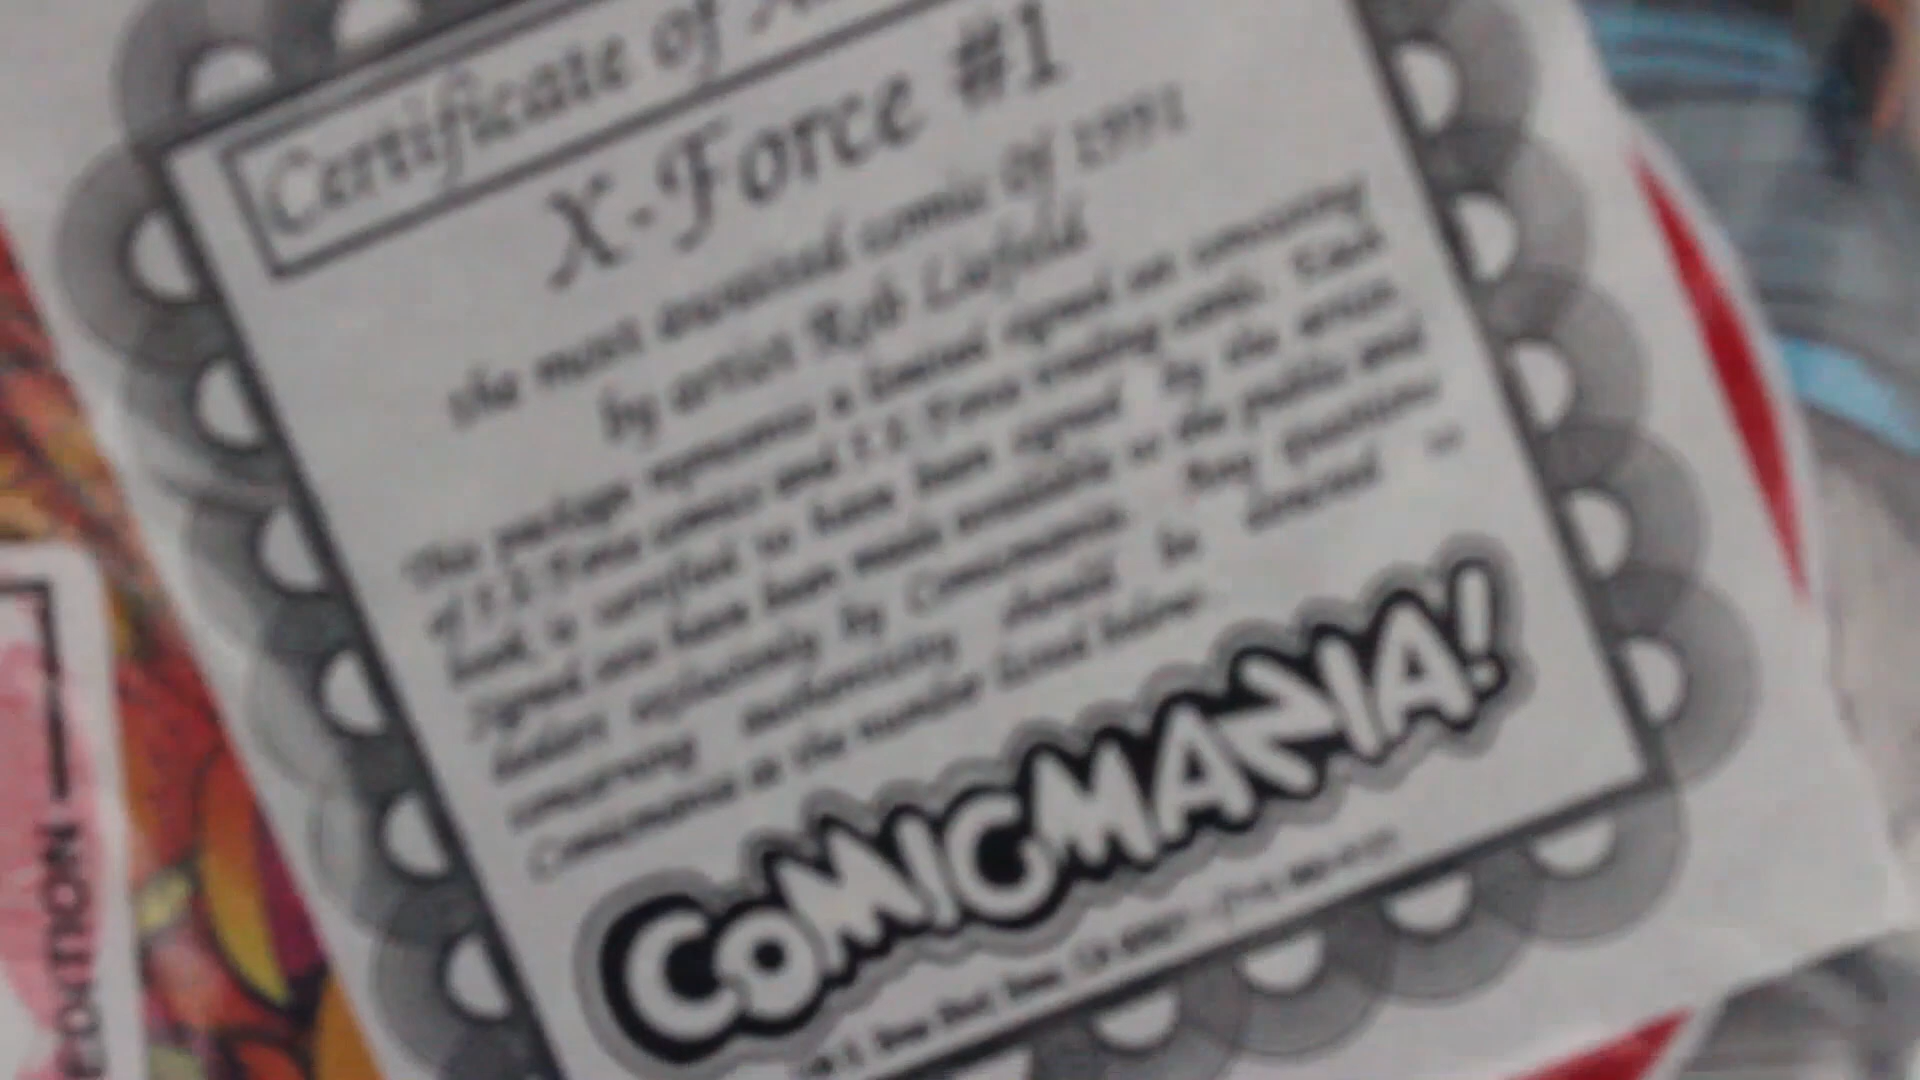 Certificate of
X-Force #1
the most awaited comic of 1991
by artist Rob Liefeld
This package represents a limited signed set consisting
of 5 X-Force comics and 5 X-Force trading cards. Each
book is certified to have been signed by the artist.
Signed sets have been made available to the public and
dealers exclusively by Comicmania. Any questions
concerning authenticity should be directed to
Comicmania at the number listed below.
COMICMANIA!
CA
EDITION